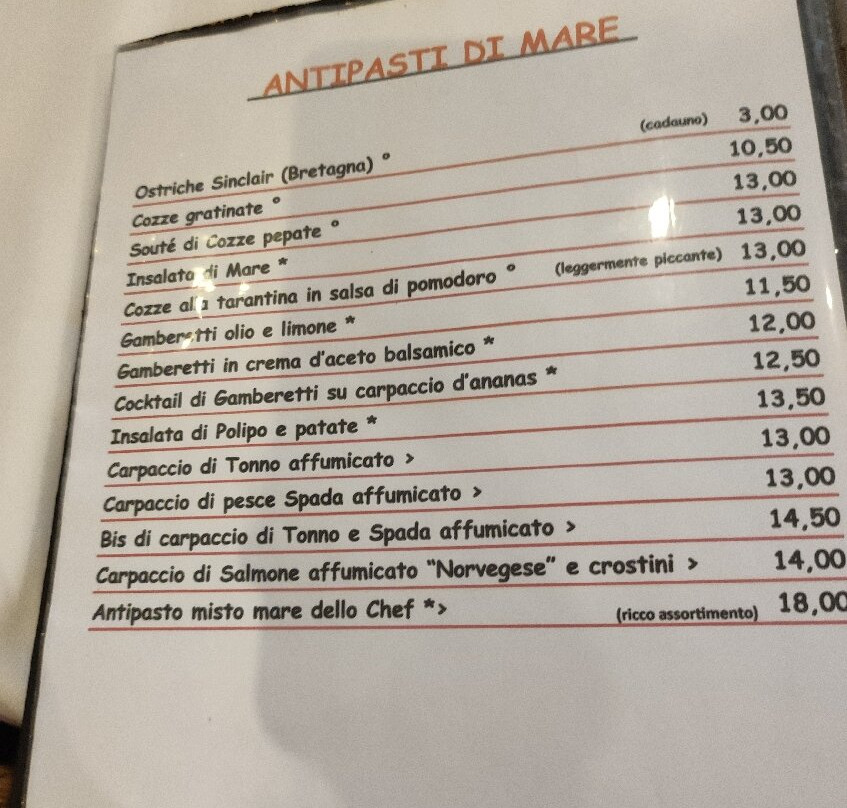 ANTIPASTI DI MARE
Ostriche Sinclair (Bretagna) ° (cadauno) 3,00
Cozze gratinate ° 10,50
Souté di Cozze pepate ° 13,00
Insalata di Mare * 13,00
Cozze alla tarantina in salsa di pomodoro ° (leggermente piccante) 13,00
Gamberetti olio e limone * 11,50
Gamberetti in crema d'aceto balsamico * 12,00
Cocktail di Gamberetti su carpaccio d'ananas * 12,50
Insalata di Polipo e patate * 13,50
Carpaccio di Tonno affumicato > 13,00
Carpaccio di pesce Spada affumicato > 13,00
Bis di carpaccio di Tonno e Spada affumicato > 14,50
Carpaccio di Salmone affumicato “Norvegese” e crostini > 14,00
Antipasto misto mare dello Chef *> (ricco assortimento) 18,00